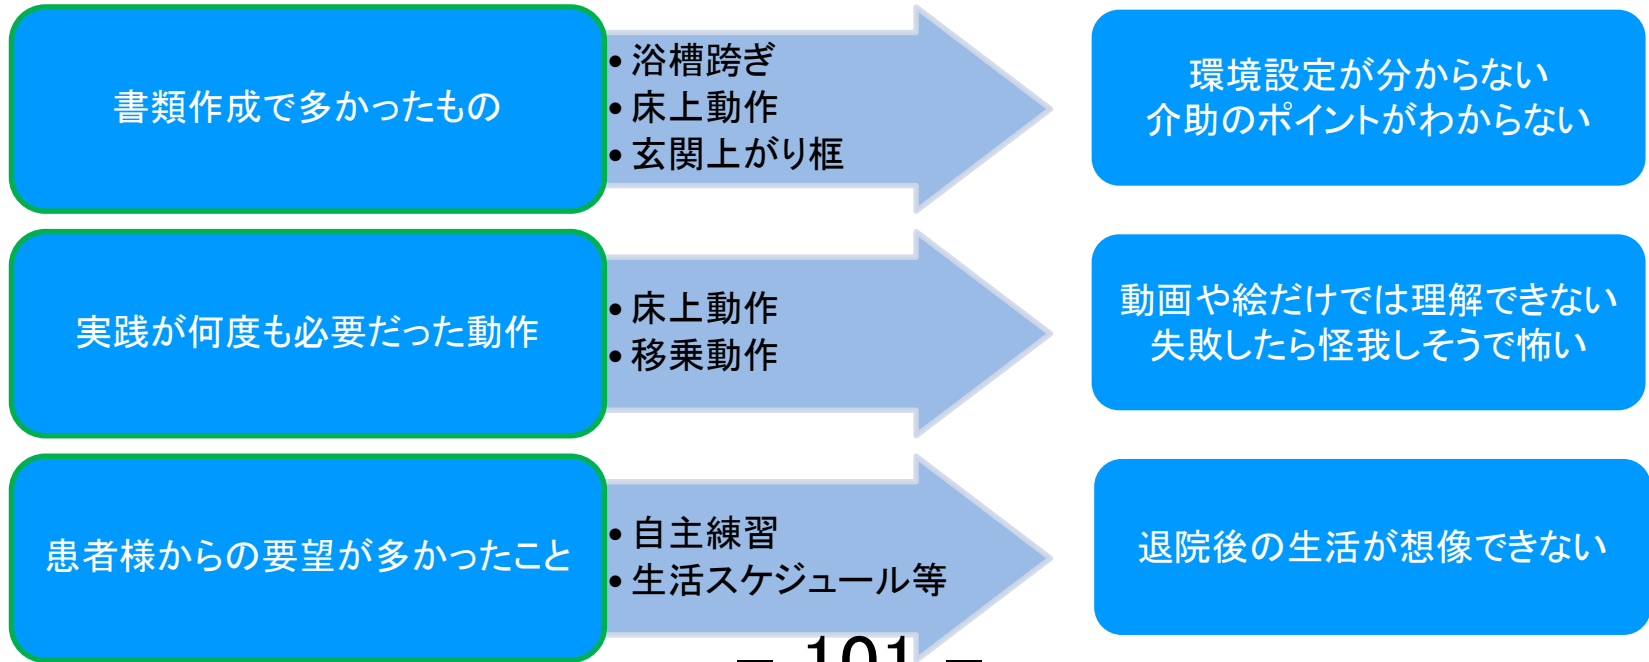 書類作成で多かったもの
• 浴槽跨ぎ
• 床上動作
• 玄関上がり框
環境設定が分からない
介助のポイントがわからない
実践が何度も必要だった動作
• 床上動作
• 移乗動作
動画や絵だけでは理解できない
失敗したら怪我しそうで怖い
患者様からの要望が多かったこと
• 自主練習
• 生活スケジュール等
退院後の生活が想像できない
− 101 −